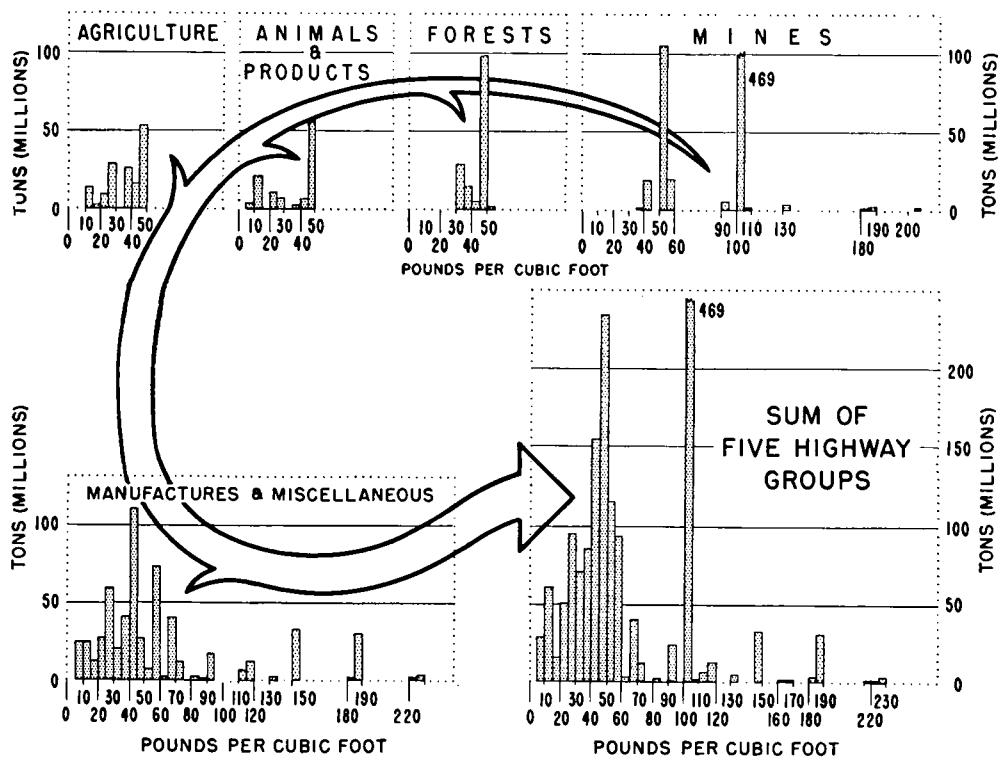 AGRICULTURE
ANIMALS
&
PRODUCTS
FORESTS
MINES
TONS (MILLIONS)
100
50
0
469
100
50
0
TONS (MILLIONS)
10 30 50
0 20 40
10 30 50
0 20 40
30 50
0 40
10 30 50 90 110 130 190 210
0 20 40 60 100 180 200
POUNDS PER CUBIC FOOT
TONS (MILLIONS)
MANUFACTURES & MISCELLANEOUS
100
50
0
10 30 50 70 90 110 130 150 190
0 20 40 60 80 100 120 180 220
POUNDS PER CUBIC FOOT
469
SUM OF
FIVE HIGHWAY
GROUPS
200
150
100
50
0
TONS (MILLIONS)
10 30 50 70 90 110 130 150 170 190 230
0 20 40 60 80 100 120 160 180 220
POUNDS PER CUBIC FOOT